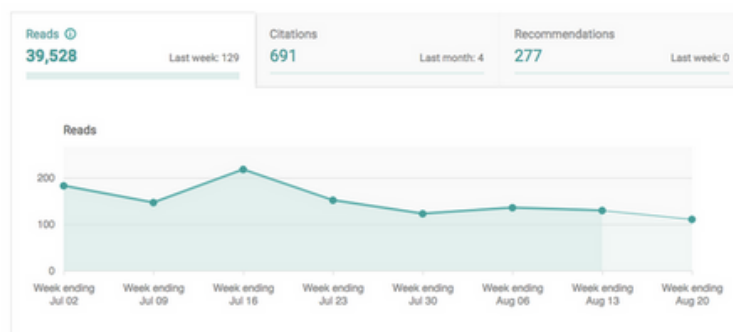 Reads
39,528 Last week: 129
Citations
691 Last month: 4
Recommendations
277 Last week: 0
Reads
200
100
0
Week ending
Jul 02
Week ending
Jul 09
Week ending
Jul 16
Week ending
Jul 23
Week ending
Jul 30
Week ending
Aug 06
Week ending
Aug 13
Week ending
Aug 20